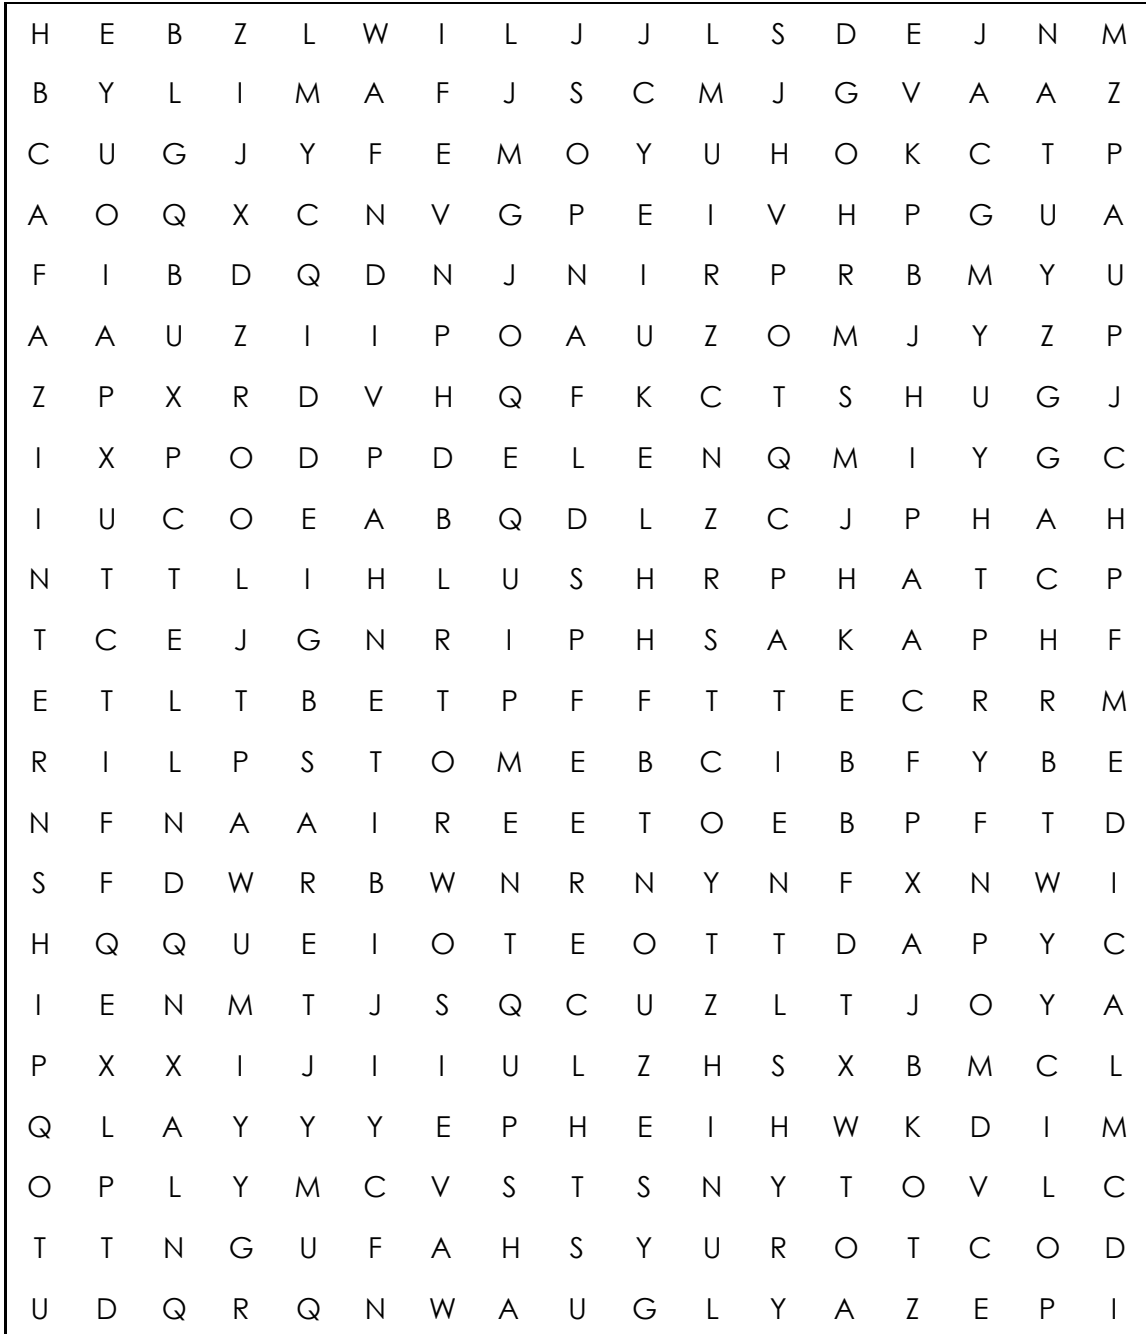 H E B Z L W I L J J L S D E J N M
B Y L I M A F J S C M J G V A A Z
C U G J Y F E M O Y U H O K C T P
A O Q X C N V G P E I V H P G U A
F I B D Q D N J N I R P R B M Y U
A A U Z I I P O A U Z O M J Y Z P
Z P X R D V H Q F K C T S H U G J
I X P O D P D E L E N Q M I Y G C
I U C O E A B Q D L Z C J P H A H
N T T L I H L U S H R P H A T C P
T C E J G N R I P H S A K A P H F
E T L T B E T P F F T T E C R R M
R I L P S T O M E B C I B F Y B E
N F N A A I R E E T O E B P F T D
S F D W R B W N R N Y N F X N W I
H Q Q U E I O T E O T T D A P Y C
I E N M T J S Q C U Z L T J O Y A
P X X I J I I U L Z H S X B M C L
Q L A Y Y Y E P H E I H W K D I M
O P L Y M C V S T S N Y T O V L C
T T N G U F A H S Y U R O T C O D
U D Q R Q N W A U G L Y A Z E P I